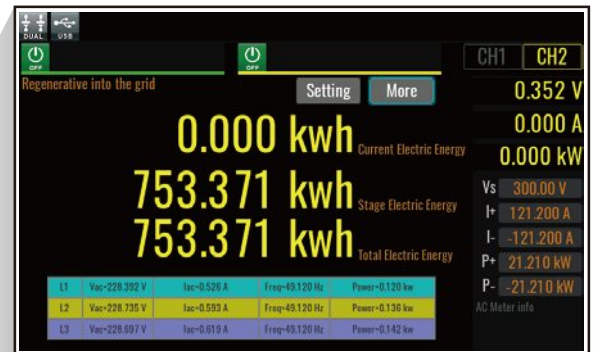 DUAL USB
OFF OFF CH1 CH2
Regenerative into the grid
Setting More
0.352 V
0.000 A
0.000 kW
0.000 kwh Current Electric Energy
753.371 kwh Stage Electric Energy
753.371 kwh Total Electric Energy
Vs 300.00 V
I+ 121.200 A
I- -121.200 A
P+ 21.210 kW
P- -21.210 kW
AC Meter info
L1 Vac=228.392 V Iac=0.526 A Freq=49.120 Hz Power=0.120 kw
L2 Vac=228.735 V Iac=0.593 A Freq=49.120 Hz Power=0.136 kw
L3 Vac=228.697 V Iac=0.619 A Freq=49.120 Hz Power=0.142 kw